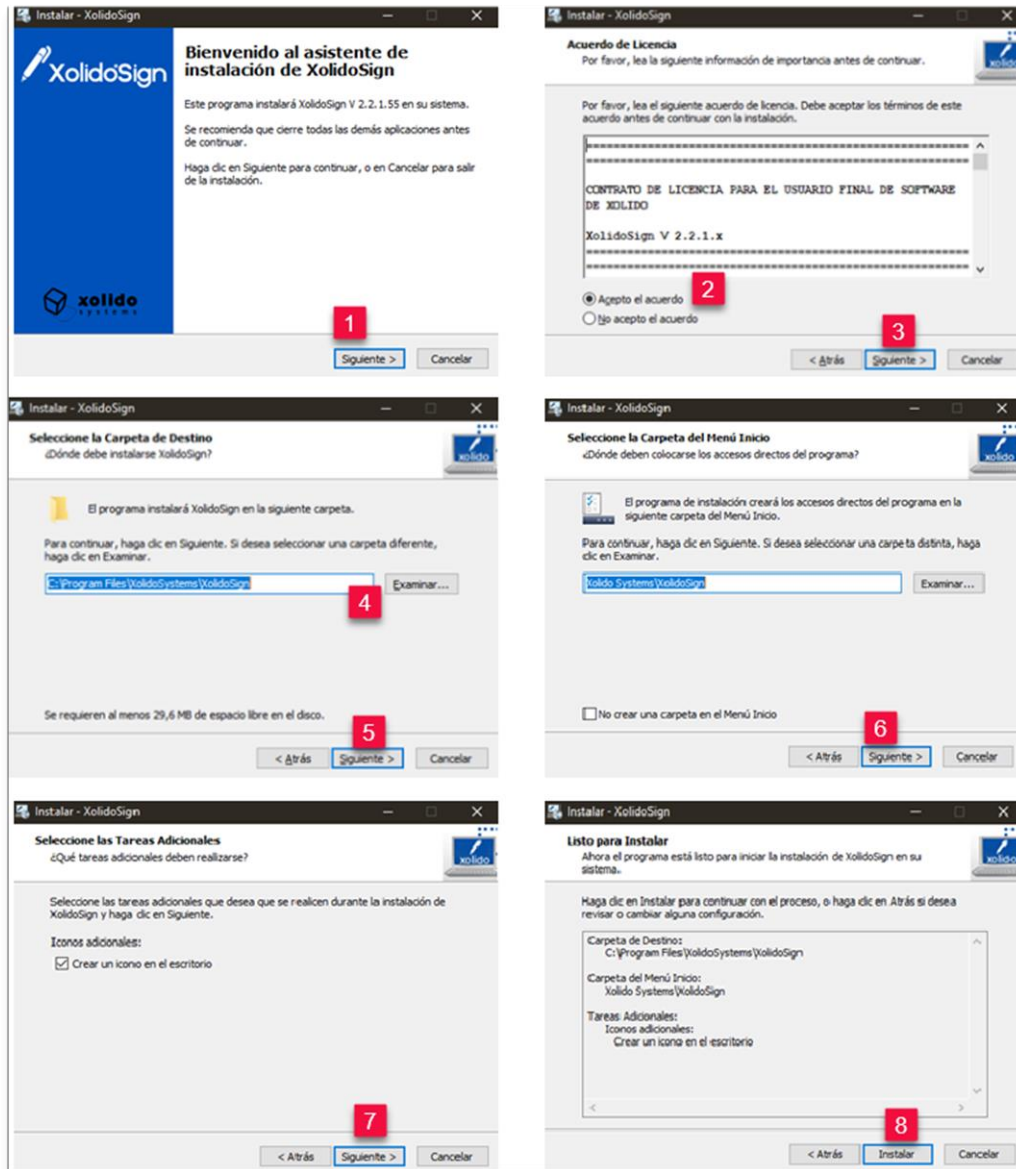 Instalar - XolidoSign
XolidoSign
Bienvenido al asistente de
instalación de XolidoSign
Este programa instalará XolidoSign V 2.2.1.55 en su sistema.
Se recomienda que cierre todas las demás aplicaciones antes
de continuar.
Haga clic en Siguiente para continuar, o en Cancelar para salir
de la instalación.
xolido
systems
1
Siguiente >
Cancelar
Instalar - XolidoSign
Acuerdo de Licencia
Por favor, lea la siguiente información de importancia antes de continuar.
xolido
Por favor, lea el siguiente acuerdo de licencia. Debe aceptar los términos de este
acuerdo antes de continuar con la instalación.
CONTRATO DE LICENCIA PARA EL USUARIO FINAL DE SOFTWARE
DE XOLIDO
XolidoSign V 2.2.1.x
Acepto el acuerdo
2
No acepto el acuerdo
3
< Atrás
Siguiente >
Cancelar
Instalar - XolidoSign
Seleccione la Carpeta de Destino
¿Dónde debe instalarse XolidoSign?
xolido
El programa instalará XolidoSign en la siguiente carpeta.
Para continuar, haga clic en Siguiente. Si desea seleccionar una carpeta diferente,
haga clic en Examinar.
C:\Program Files\XolidoSystems\XolidoSign
4
Examinar...
Se requieren al menos 29,6 MB de espacio libre en el disco.
5
< Atrás
Siguiente >
Cancelar
Instalar - XolidoSign
Seleccione la Carpeta del Menú Inicio
¿Dónde deben colocarse los accesos directos del programa?
xolido
El programa de instalación creará los accesos directos del programa en la
siguiente carpeta del Menú Inicio.
Para continuar, haga clic en Siguiente. Si desea seleccionar una carpeta distinta, haga
clic en Examinar.
Xolido Systems\XolidoSign
Examinar...
No crear una carpeta en el Menú Inicio
6
< Atrás
Siguiente >
Cancelar
Instalar - XolidoSign
Seleccione las Tareas Adicionales
¿Qué tareas adicionales deben realizarse?
xolido
Seleccione las tareas adicionales que desea que se realicen durante la instalación de
XolidoSign y haga clic en Siguiente.
Iconos adicionales:
Crear un icono en el escritorio
7
< Atrás
Siguiente >
Cancelar
Instalar - XolidoSign
Listo para Instalar
Ahora el programa está listo para iniciar la instalación de XolidoSign en su
sistema.
xolido
Haga clic en Instalar para continuar con el proceso, o haga clic en Atrás si desea
revisar o cambiar alguna configuración.
Carpeta de Destino:
C:\Program Files\XolidoSystems\XolidoSign
Carpeta del Menú Inicio:
Xolido Systems\XolidoSign
Tareas Adicionales:
Iconos adicionales:
Crear un icono en el escritorio
8
< Atrás
Instalar
Cancelar